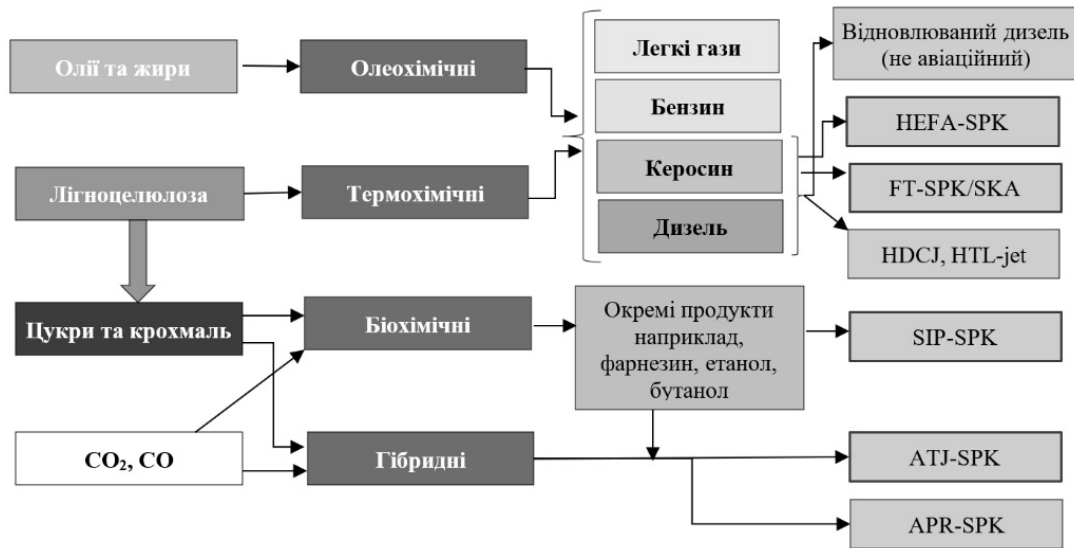 Олії та жири
Олеохімічні
Легкі гази
Бензин
Керосин
Дизель
Відновлюваний дизель
(не авіаційний)
HEFA-SPK
FT-SPK/SKA
HDCJ, HTL-jet
Лігноцелюлоза
Термохімічні
Цукри та крохмаль
Біохімічні
Окремі продукти
наприклад,
фарнезин, етанол,
бутанол
SIP-SPK
CO₂, CO
Гібридні
ATJ-SPK
APR-SPK